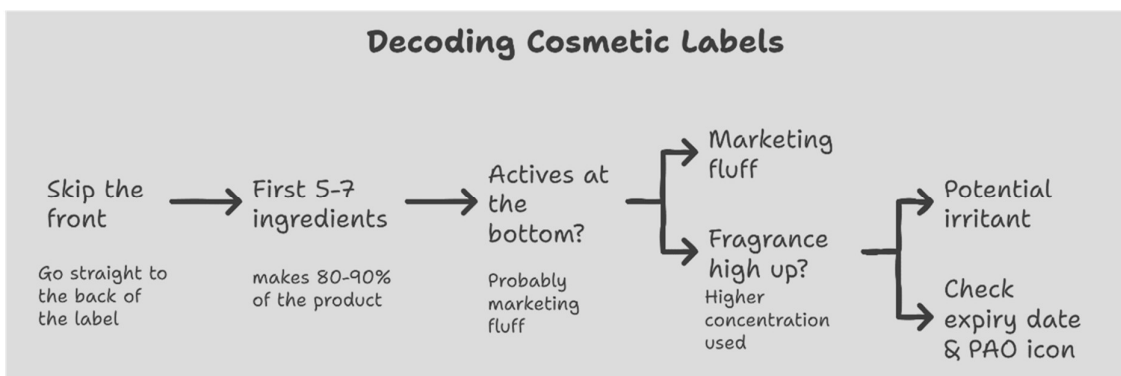 Decoding Cosmetic Labels
Skip the
front
Go straight to
the back of
the label
First 5-7
ingredients
makes 80-90%
of the product
Actives at
the
bottom?
Probably
marketing
fluff
Marketing
fluff
Fragrance
high up?
Higher
concentration
used
Potential
irritant
Check
expiry date
& PAO icon